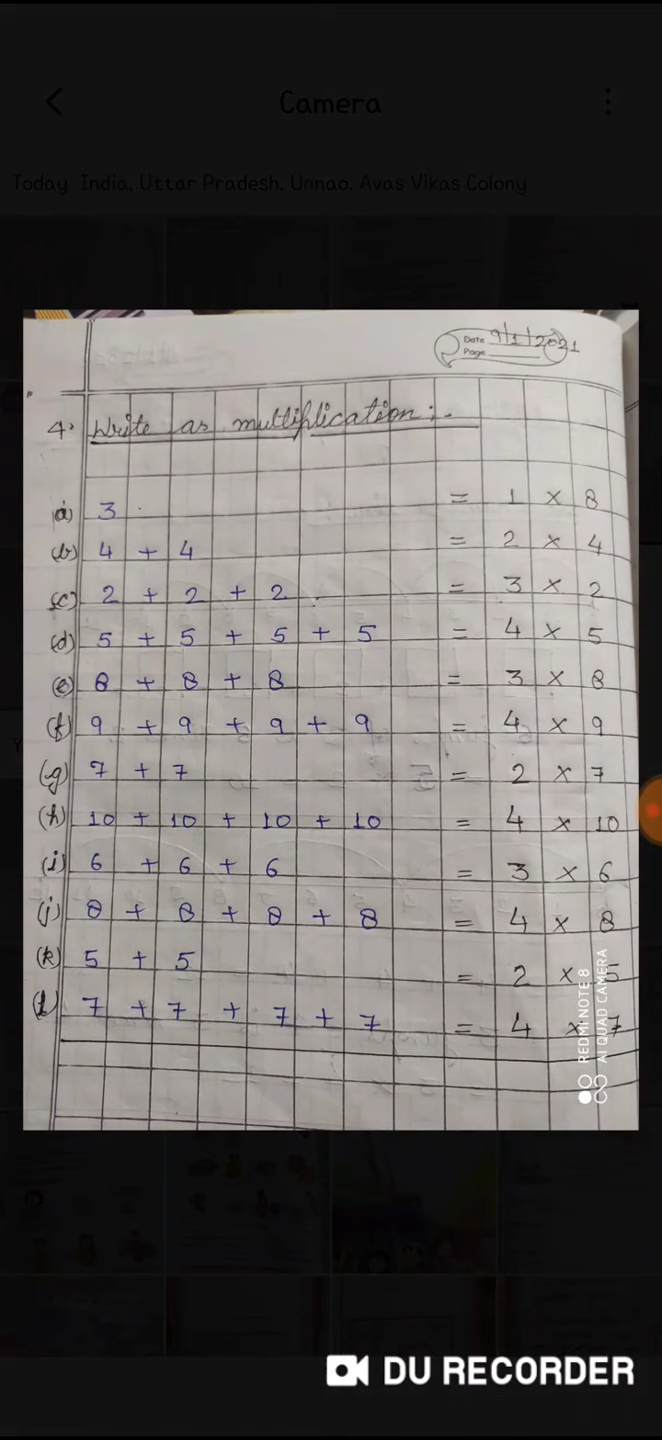 Camera
Today India, Uttar Pradesh, Unnao, Avas Vikas Colony
Date 9/1/2021
Page
4. Write as multiplication :-
(a) 3 = 1 × 8
(b) 4 + 4 = 2 × 4
(c) 2 + 2 + 2 = 3 × 2
(d) 5 + 5 + 5 + 5 = 4 × 5
(e) 8 + 8 + 8 = 3 × 8
(f) 9 + 9 + 9 + 9 = 4 × 9
(g) 7 + 7 = 2 × 7
(h) 10 + 10 + 10 + 10 = 4 × 10
(i) 6 + 6 + 6 = 3 × 6
(j) 8 + 8 + 8 + 8 = 4 × 8
(k) 5 + 5 = 2 × 5
(l) 7 + 7 + 7 + 7 = 4 × 7
REDMI NOTE 8
AI QUAD CAMERA
DU RECORDER